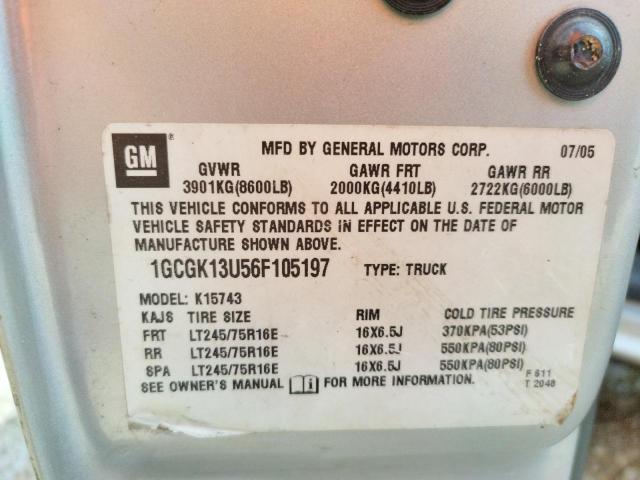 GM ®
MFD BY GENERAL MOTORS CORP. 07/05
GVWR GAWR FRT GAWR RR
3901KG(8600LB) 2000KG(4410LB) 2722KG(6000LB)
THIS VEHICLE CONFORMS TO ALL APPLICABLE U.S. FEDERAL MOTOR
VEHICLE SAFETY STANDARDS IN EFFECT ON THE DATE OF
MANUFACTURE SHOWN ABOVE.
1GCGK13U56F105197 TYPE: TRUCK
MODEL: K15743
KAJS TIRE SIZE RIM COLD TIRE PRESSURE
FRT LT245/75R16E 16X6.5J 370KPA(53PSI)
RR LT245/75R16E 16X6.5J 550KPA(80PSI)
SPA LT245/75R16E 16X6.5J 550KPA(80PSI)
SEE OWNER'S MANUAL i FOR MORE INFORMATION.
F 611
T 2048